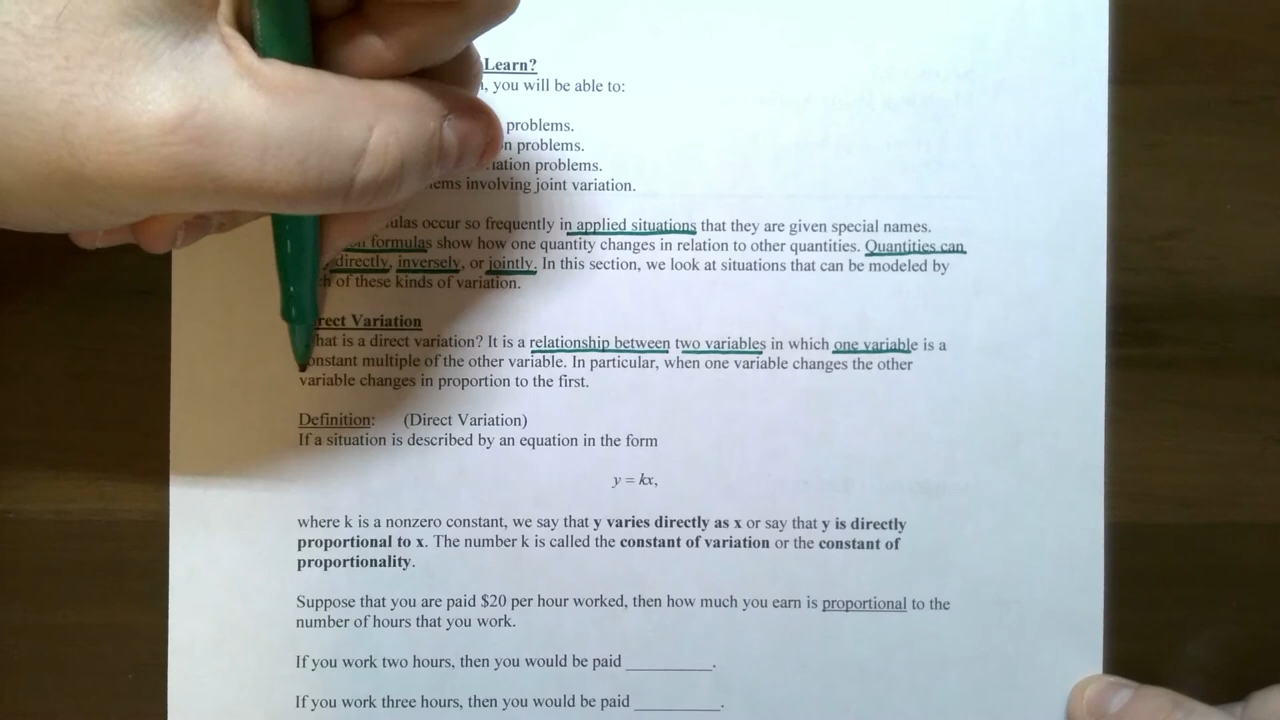 Learn?
, you will be able to:
problems.
problems.
problems.
involving joint variation.
occur so frequently in applied situations that they are given special names.
formulas show how one quantity changes in relation to other quantities. Quantities can
directly, inversely, or jointly. In this section, we look at situations that can be modeled by
of these kinds of variation.
Direct Variation
What is a direct variation? It is a relationship between two variables in which one variable is a
constant multiple of the other variable. In particular, when one variable changes the other
variable changes in proportion to the first.
Definition: (Direct Variation)
If a situation is described by an equation in the form
y = kx,
where k is a nonzero constant, we say that y varies directly as x or say that y is directly
proportional to x. The number k is called the constant of variation or the constant of
proportionality.
Suppose that you are paid $20 per hour worked, then how much you earn is proportional to the
number of hours that you work.
If you work two hours, then you would be paid __________.
If you work three hours, then you would be paid __________.